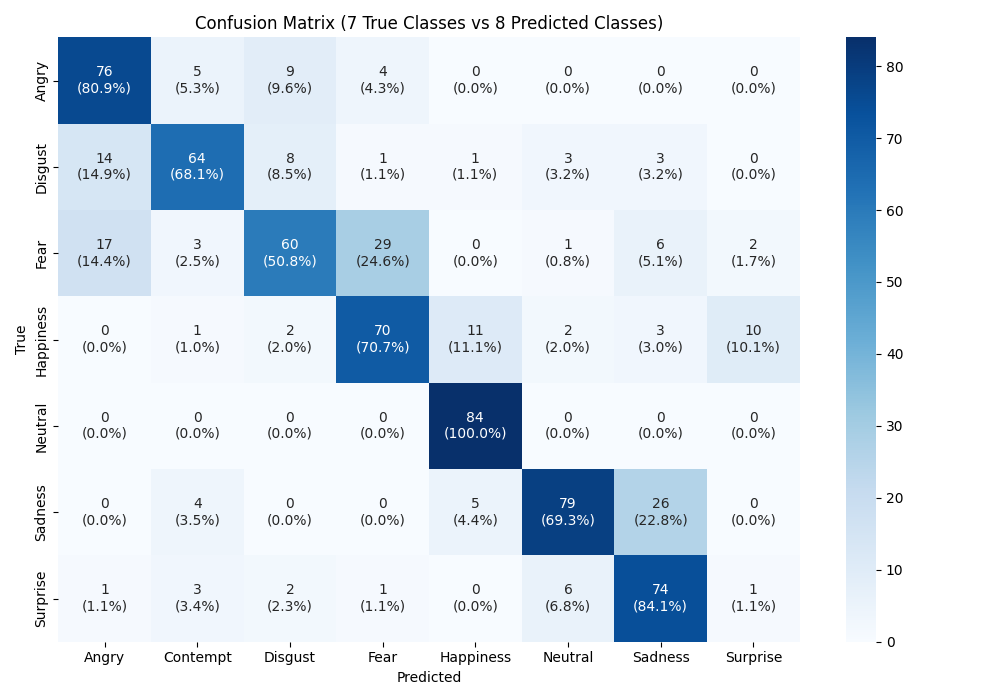 Confusion Matrix (7 True Classes vs 8 Predicted Classes)
True
Angry
76 5 9 4 0 0 0 0
(80.9%) (5.3%) (9.6%) (4.3%) (0.0%) (0.0%) (0.0%) (0.0%)
Disgust
14 64 8 1 1 3 3 0
(14.9%) (68.1%) (8.5%) (1.1%) (1.1%) (3.2%) (3.2%) (0.0%)
Fear
17 3 60 29 0 1 6 2
(14.4%) (2.5%) (50.8%) (24.6%) (0.0%) (0.8%) (5.1%) (1.7%)
Happiness
0 1 2 70 11 2 3 10
(0.0%) (1.0%) (2.0%) (70.7%) (11.1%) (2.0%) (3.0%) (10.1%)
Neutral
0 0 0 0 84 0 0 0
(0.0%) (0.0%) (0.0%) (0.0%) (100.0%) (0.0%) (0.0%) (0.0%)
Sadness
0 4 0 0 5 79 26 0
(0.0%) (3.5%) (0.0%) (0.0%) (4.4%) (69.3%) (22.8%) (0.0%)
Surprise
1 3 2 1 0 6 74 1
(1.1%) (3.4%) (2.3%) (1.1%) (0.0%) (6.8%) (84.1%) (1.1%)
Angry Contempt Disgust Fear Happiness Neutral Sadness Surprise
Predicted
80
70
60
50
40
30
20
10
0